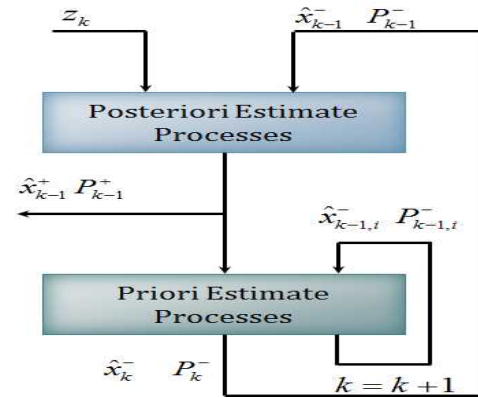 z_k
x̂⁻_{k-1} P⁻_{k-1}
Posteriori Estimate
Processes
x̂⁺_{k-1} P⁺_{k-1}
x̂⁻_{k-1,i} P⁻_{k-1,i}
Priori Estimate
Processes
x̂⁻_k P⁻_k
k = k + 1